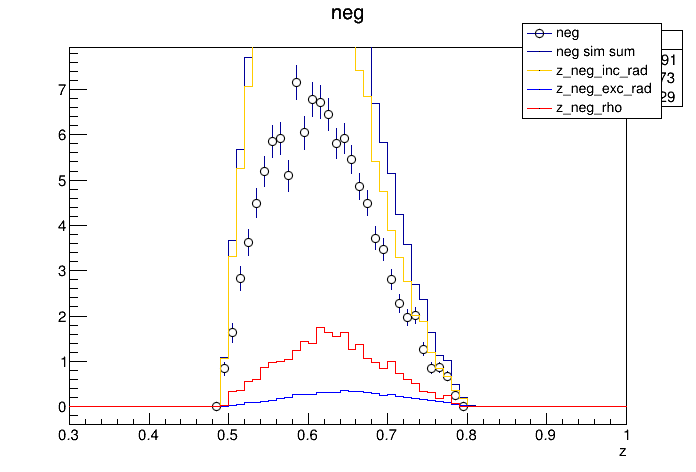 neg
neg
neg sim sum
z_neg_inc_rad
z_neg_exc_rad
z_neg_rho
91
73
29
7
6
5
4
3
2
1
0
0.3 0.4 0.5 0.6 0.7 0.8 0.9 1
z